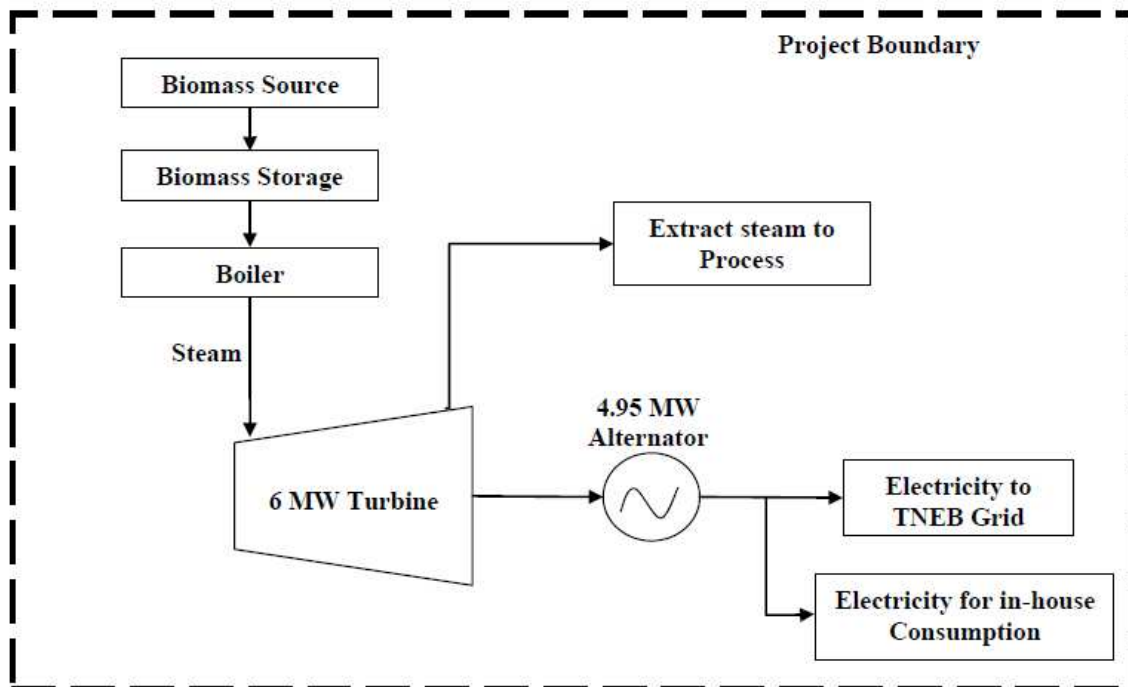 Project Boundary
Biomass Source
Biomass Storage
Boiler
Steam
Extract steam to
Process
6 MW Turbine
4.95 MW
Alternator
Electricity to
TNEB Grid
Electricity for in-house
Consumption